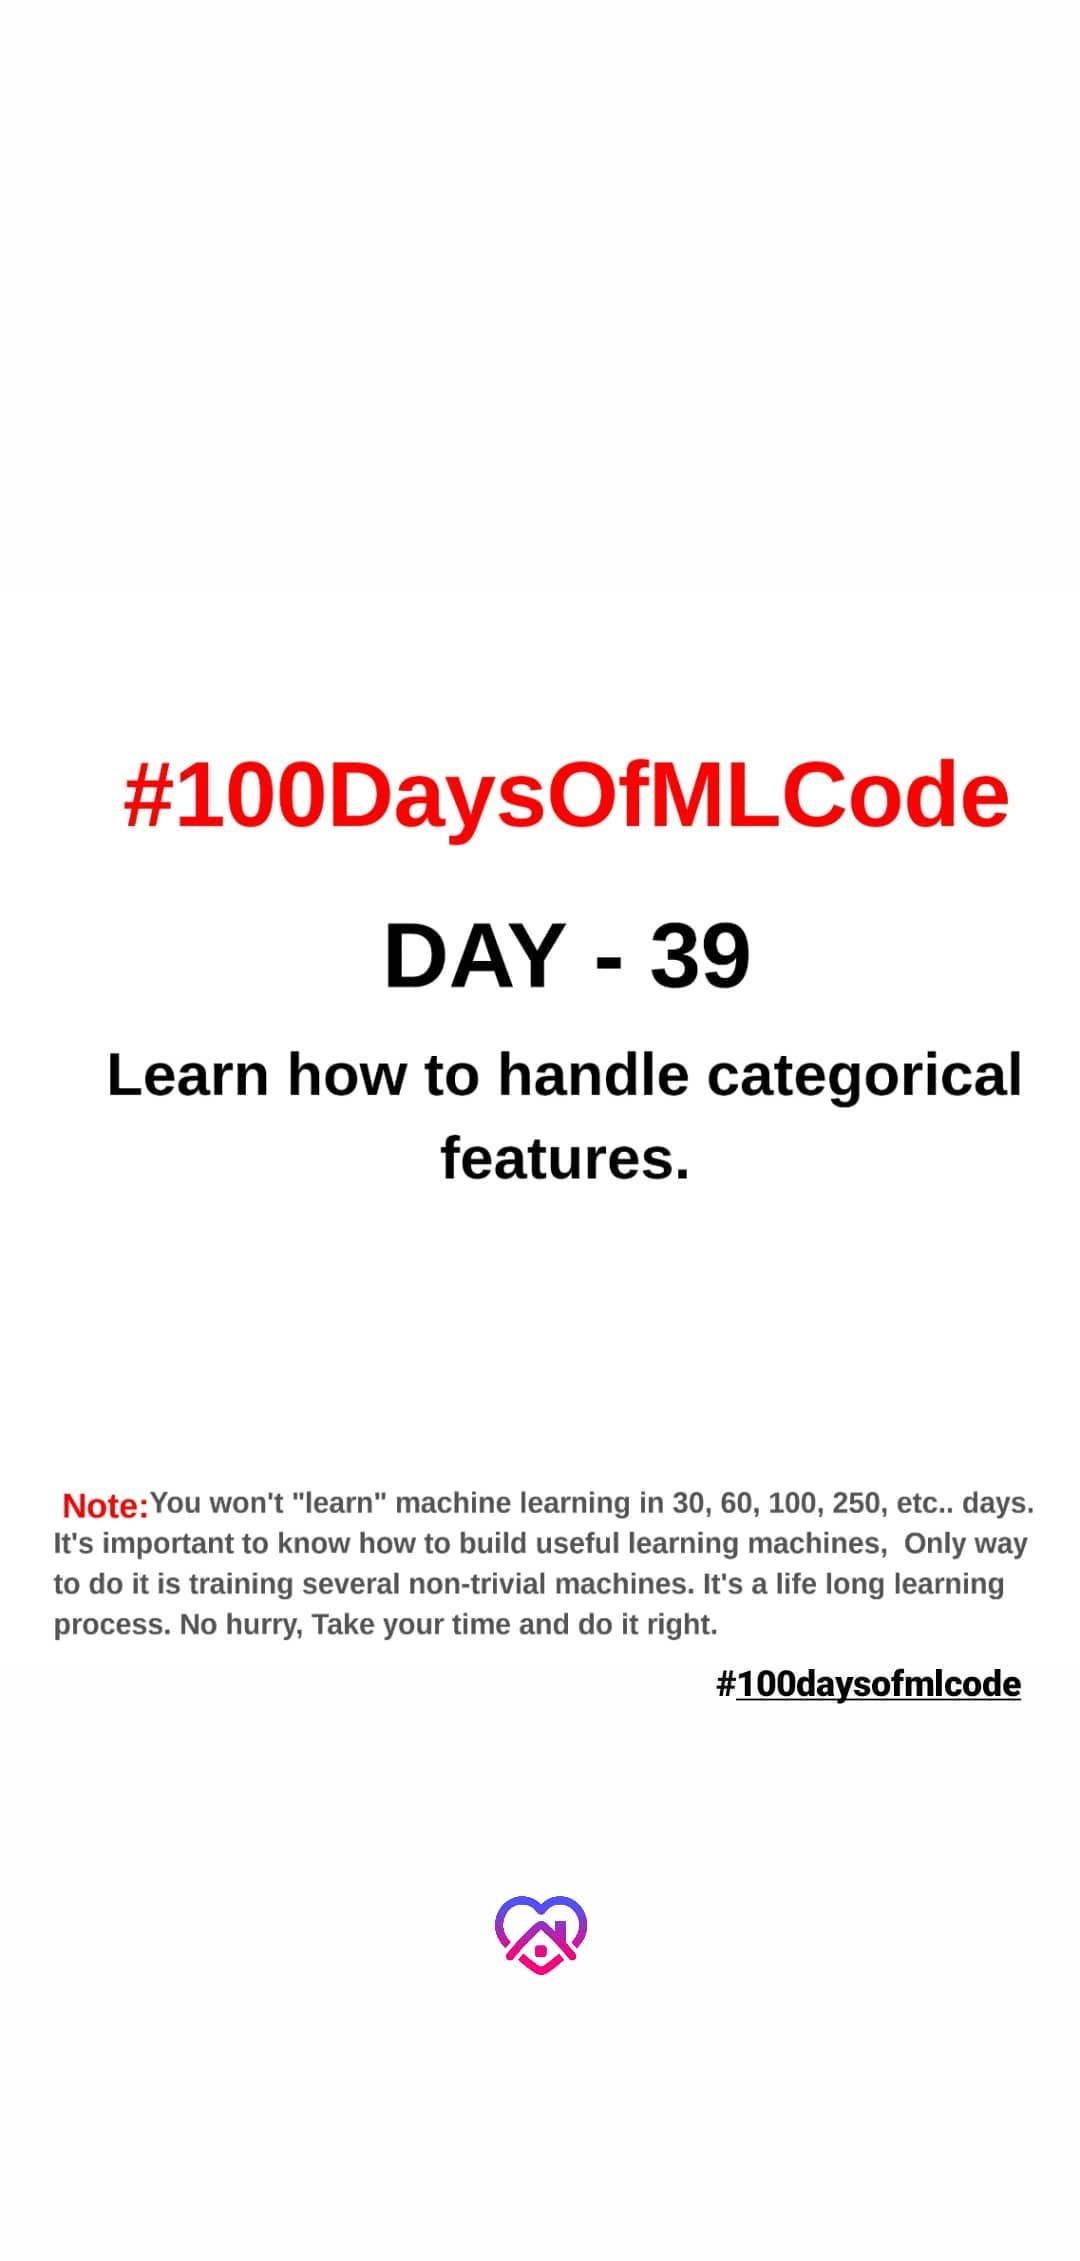 #100DaysOfMLCode
DAY - 39
Learn how to handle categorical
features.
Note:You won't "learn" machine learning in 30, 60, 100, 250, etc.. days.
It's important to know how to build useful learning machines,  Only way
to do it is training several non-trivial machines. It's a life long learning
process. No hurry, Take your time and do it right.
#100daysofmlcode